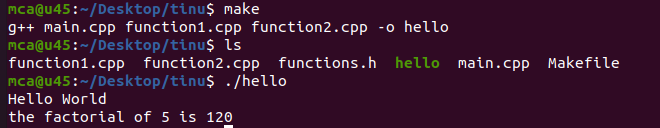 mca@u45:~/Desktop/tinu$ make
g++ main.cpp function1.cpp function2.cpp -o hello
mca@u45:~/Desktop/tinu$ ls
function1.cpp  function2.cpp  functions.h  hello  main.cpp  Makefile
mca@u45:~/Desktop/tinu$ ./hello
Hello World
the factorial of 5 is 120